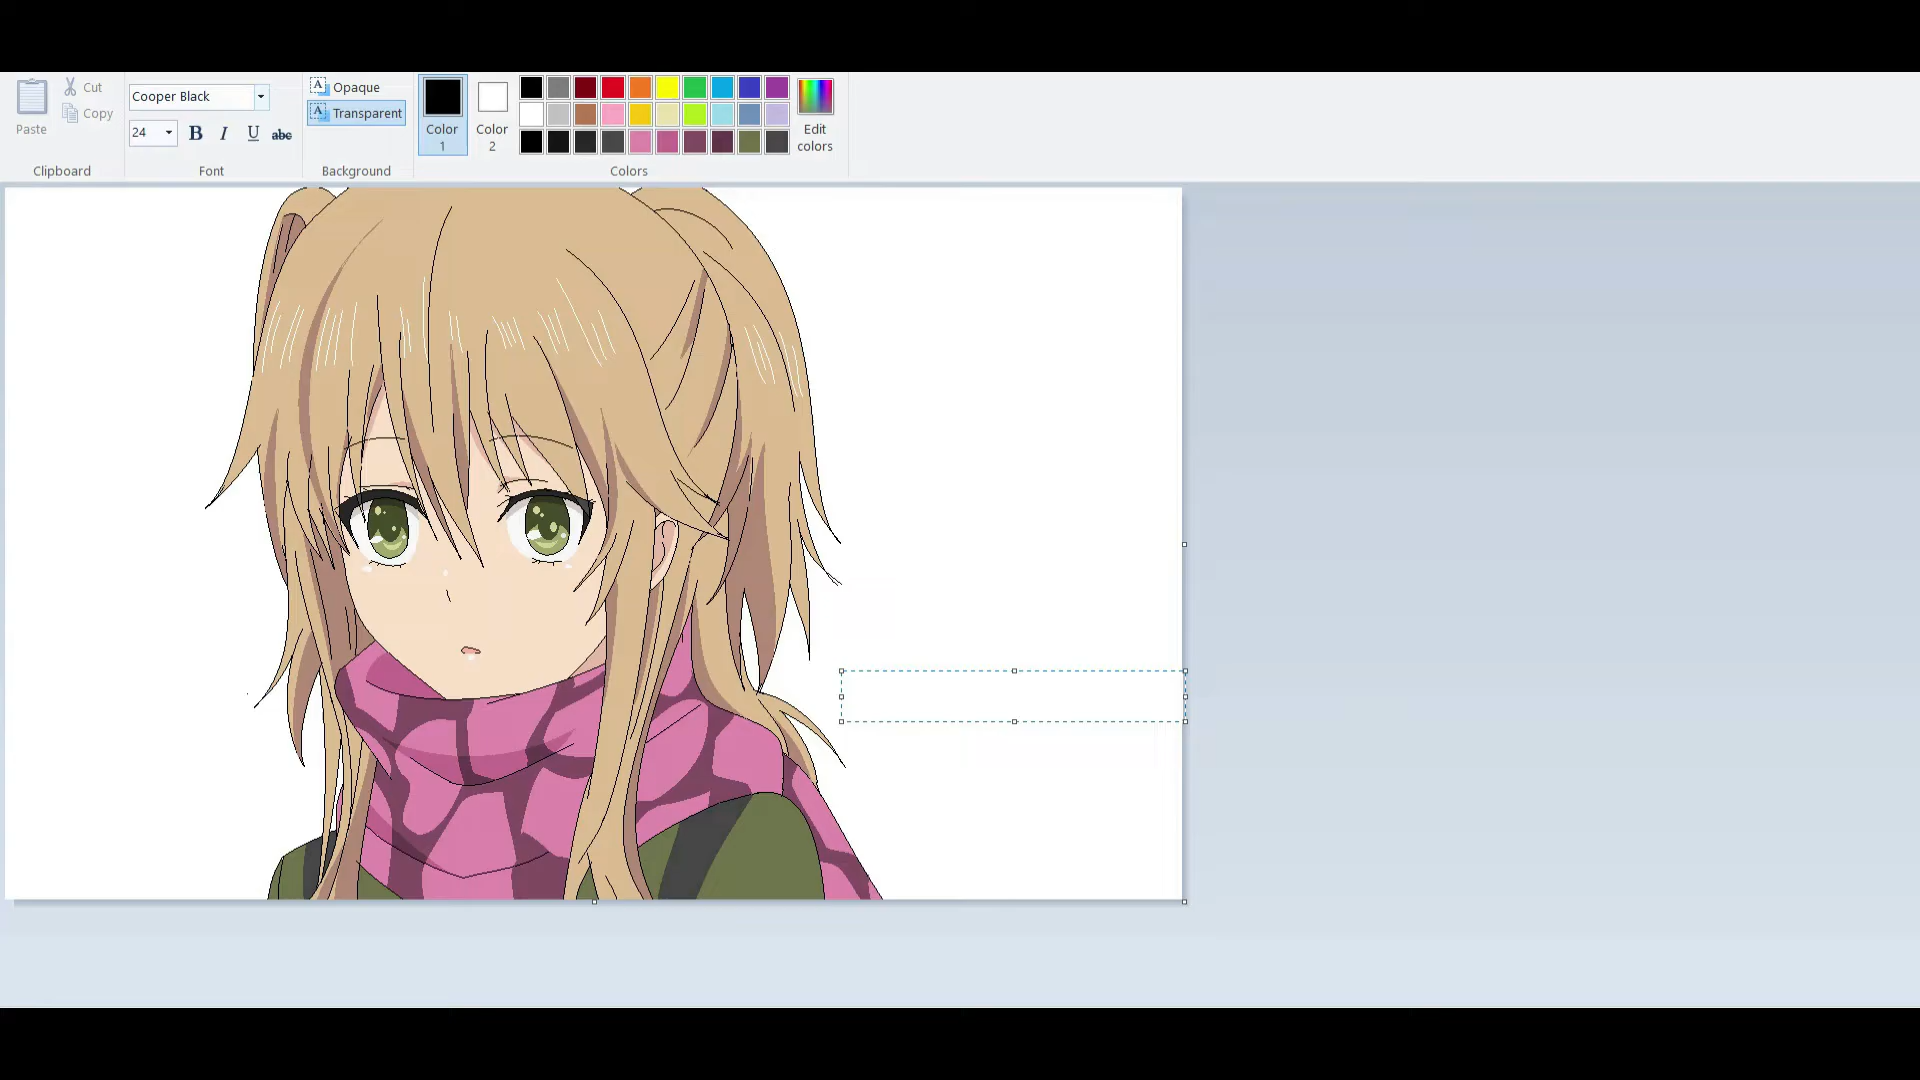 Paste
Cut
Copy
Clipboard
Cooper Black
24
B I U abc
Font
Opaque
Transparent
Background
Color 1
Color 2
Edit colors
Colors